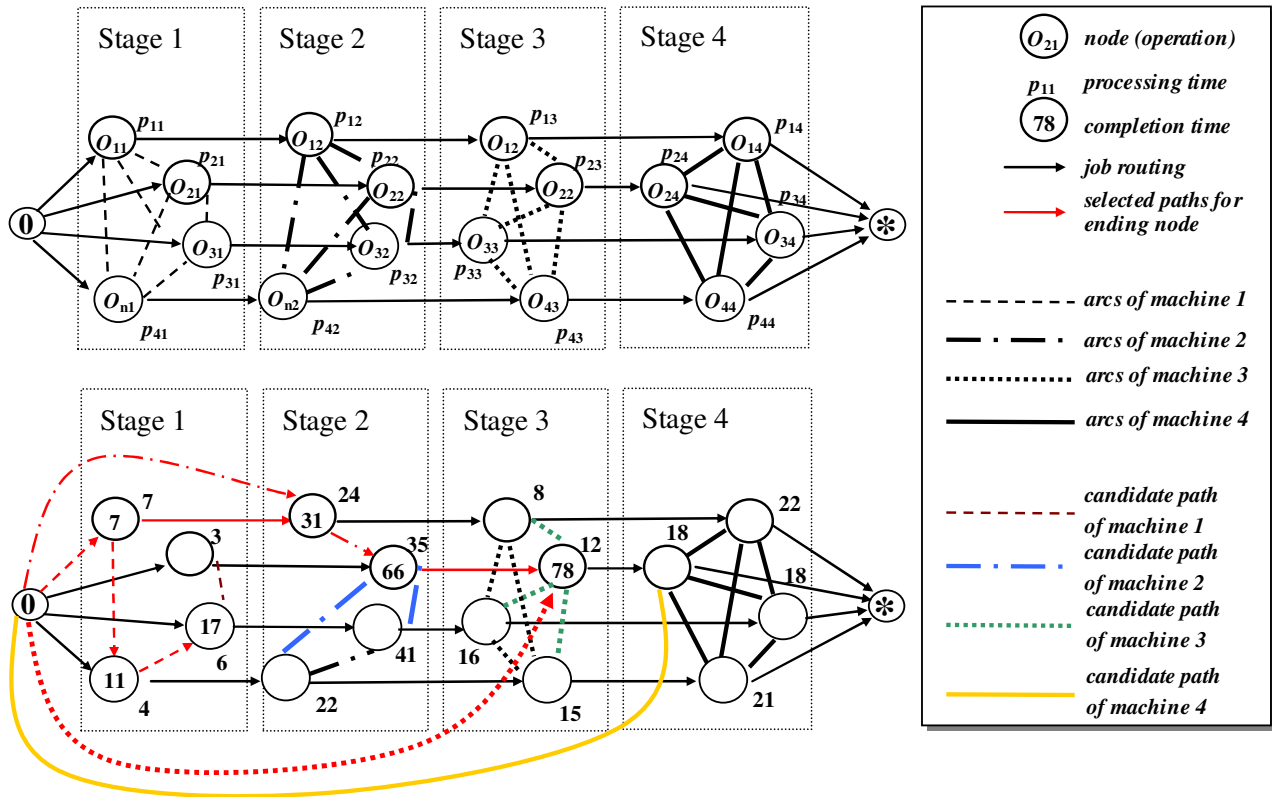 Stage 1
Stage 2
Stage 3
Stage 4
p11
p12
p13
p14
O11
O12
O12
O14
p21
p22
p23
p24
O21
O22
O22
O24
p34
0
*
O31
O32
O33
O34
p31
p32
p33
On1
On2
O43
O44
p41
p42
p43
p44
Stage 1
Stage 2
Stage 3
Stage 4
7
24
8
22
7
31
3
35
12
18
66
78
18
0
*
17
6
41
16
11
4
22
15
21
O21
node (operation)
p11
processing time
78
completion time
job routing
selected paths for
ending node
arcs of machine 1
arcs of machine 2
arcs of machine 3
arcs of machine 4
candidate path
of machine 1
candidate path
of machine 2
candidate path
of machine 3
candidate path
of machine 4